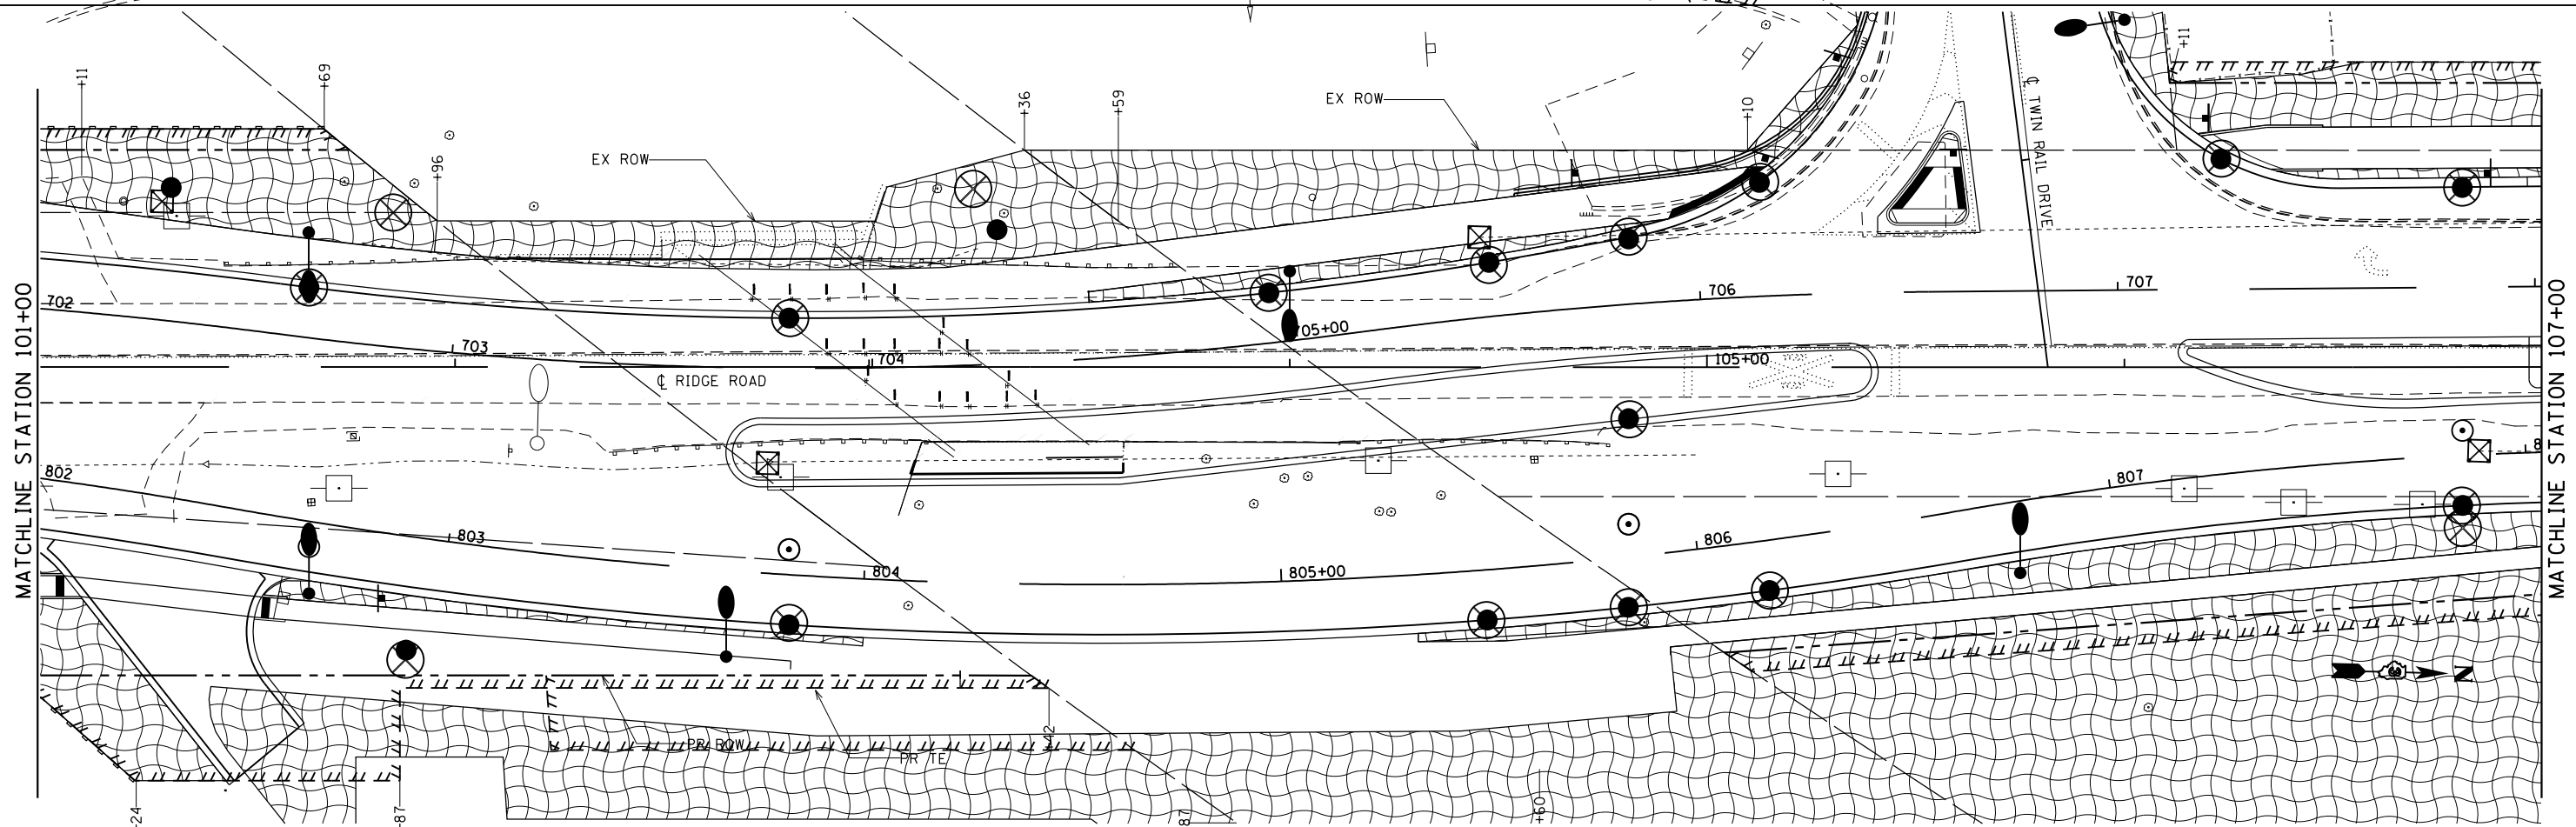 +11
+69
+96
EX ROW
+36
+59
EX ROW
+10
℄ TWIN RAIL DRIVE
+11
MATCHLINE STATION 101+00
702
703
704
705+00
706
707
℄ RIDGE ROAD
105+00
MATCHLINE STATION 107+00
802
803
804
805+00
806
807
8
PR ROW
PR TE
+42
-24
-87
87
+60
N